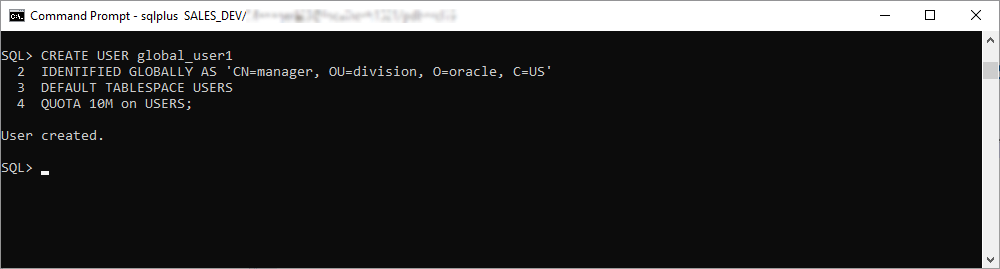 Command Prompt - sqlplus SALES_DEV/
SQL> CREATE USER global_user1
2 IDENTIFIED GLOBALLY AS 'CN=manager, OU=division, O=oracle, C=US'
3 DEFAULT TABLESPACE USERS
4 QUOTA 10M on USERS;
User created.
SQL>